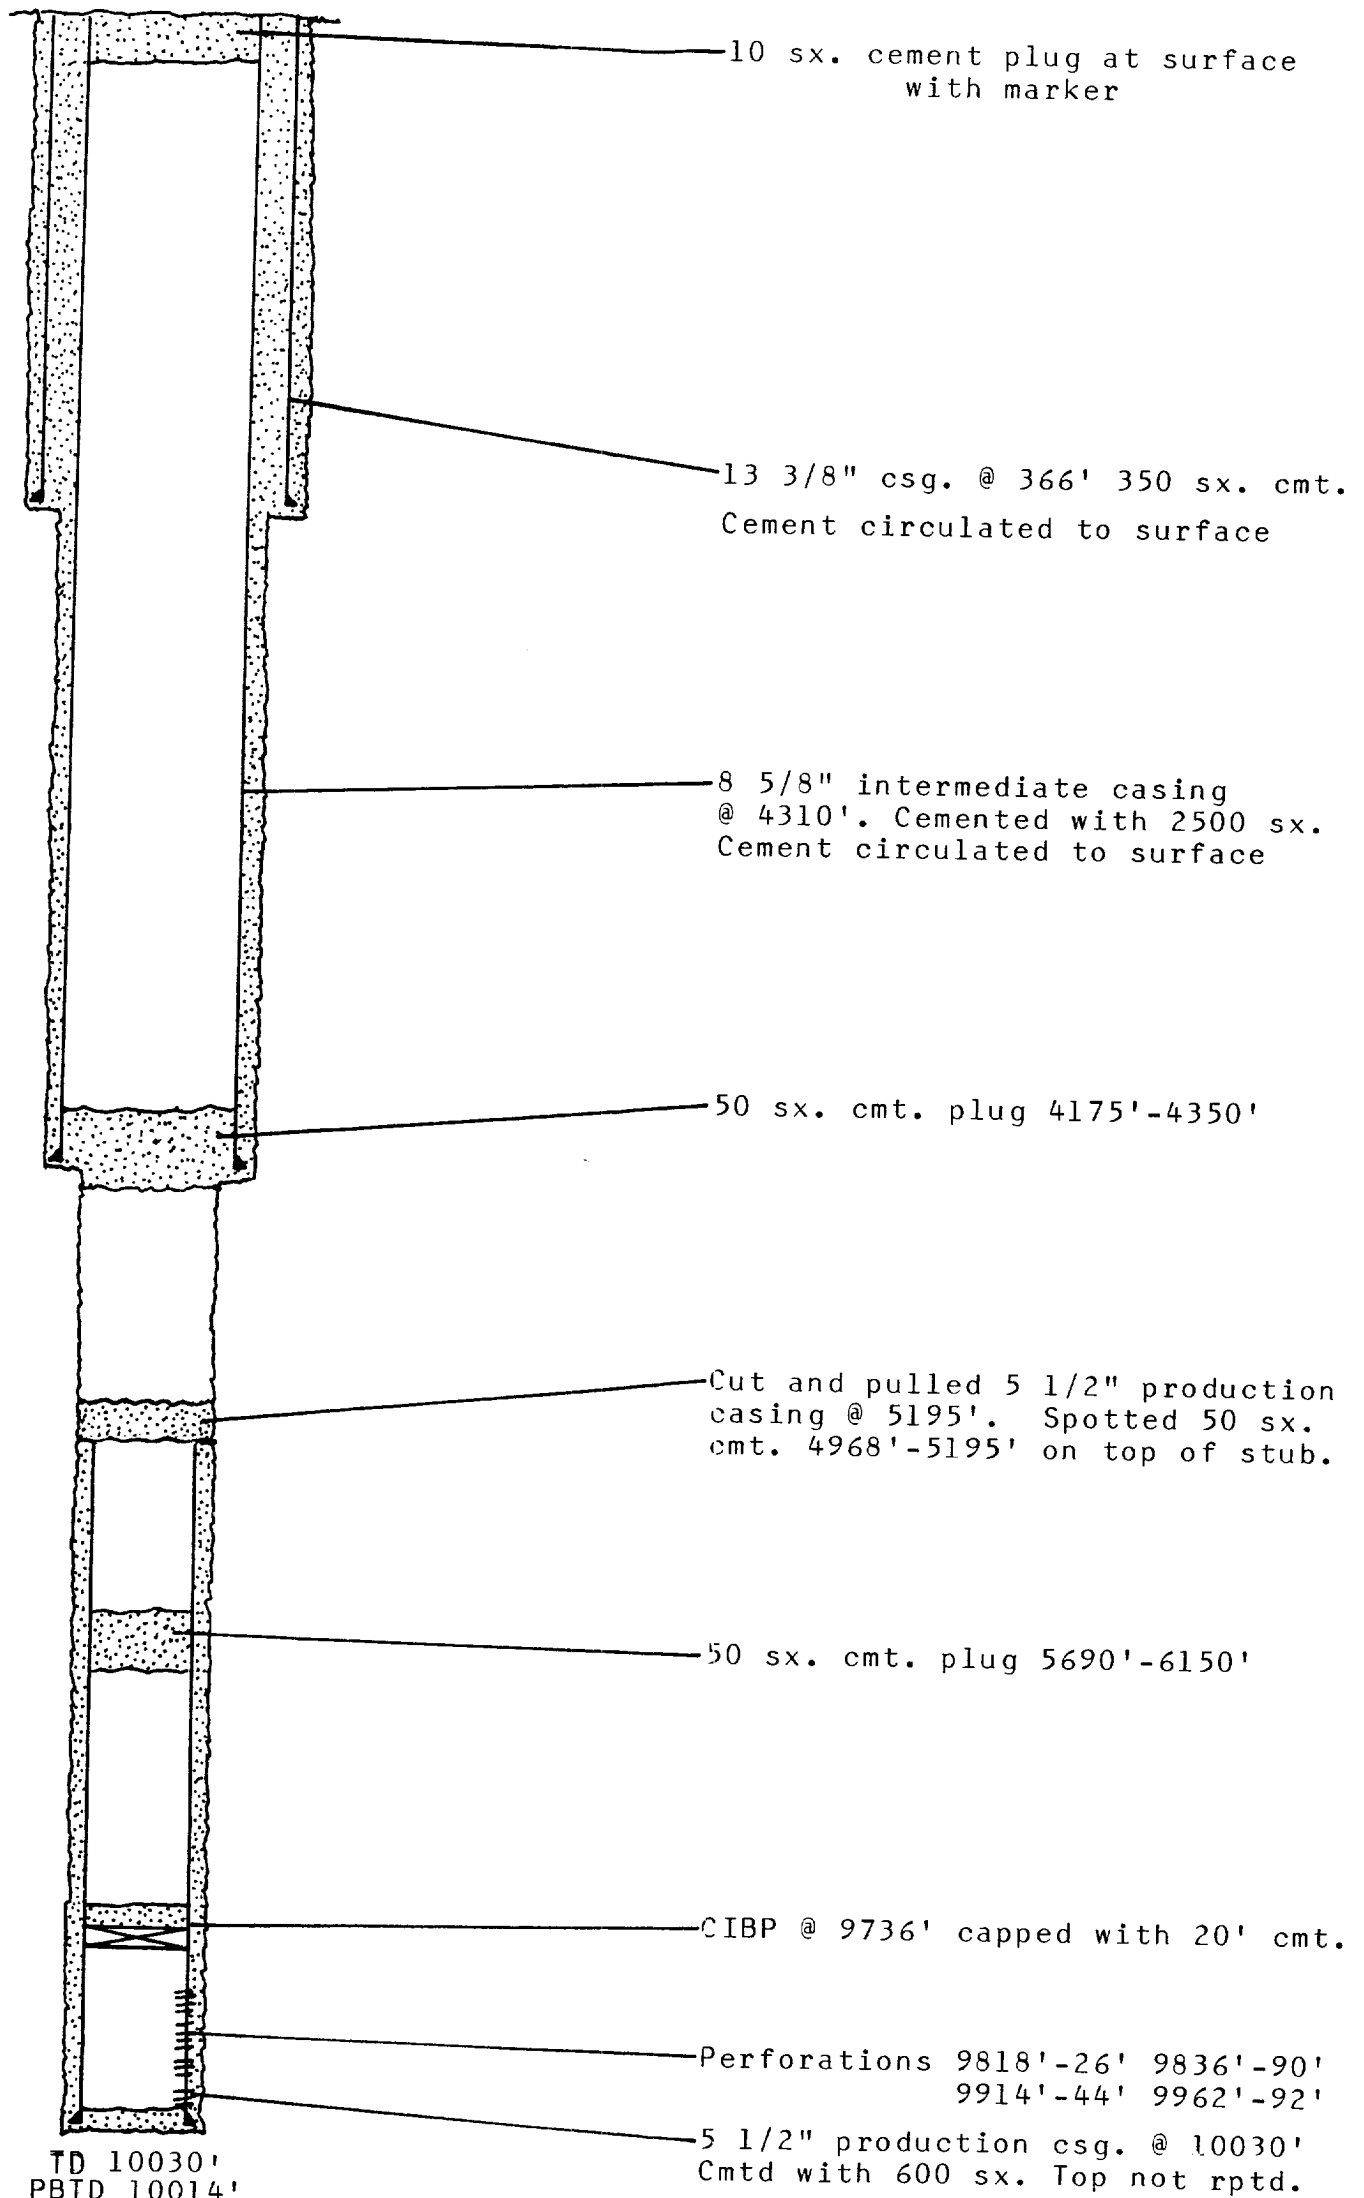 10 sx. cement plug at surface
with marker
13 3/8" csg. @ 366' 350 sx. cmt.
Cement circulated to surface
8 5/8" intermediate casing
@ 4310'. Cemented with 2500 sx.
Cement circulated to surface
50 sx. cmt. plug 4175'-4350'
Cut and pulled 5 1/2" production
casing @ 5195'. Spotted 50 sx.
cmt. 4968'-5195' on top of stub.
50 sx. cmt. plug 5690'-6150'
CIBP @ 9736' capped with 20' cmt.
Perforations 9818'-26' 9836'-90'
9914'-44' 9962'-92'
5 1/2" production csg. @ 10030'
Cmtd with 600 sx. Top not rptd.
TD 10030'
PBTD 10014'